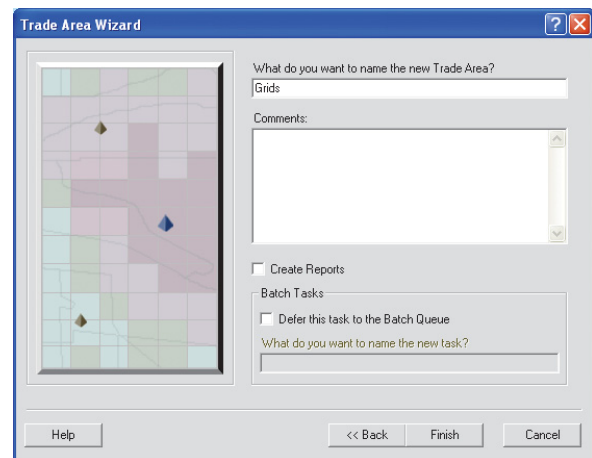 Trade Area Wizard
What do you want to name the new Trade Area?
Grids
Comments:
Create Reports
Batch Tasks
Defer this task to the Batch Queue
What do you want to name the new task?
Help
<< Back
Finish
Cancel